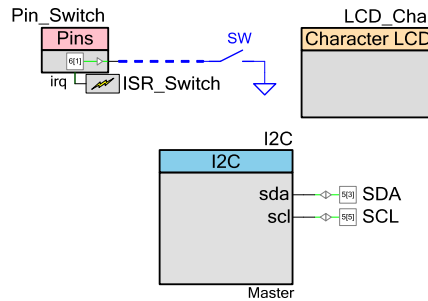 Pin_Switch
Pins
6[1]
irq
ISR_Switch
SW
LCD_Cha
Character LCD
I2C
I2C
sda
5[3]
SDA
scl
5[5]
SCL
Master